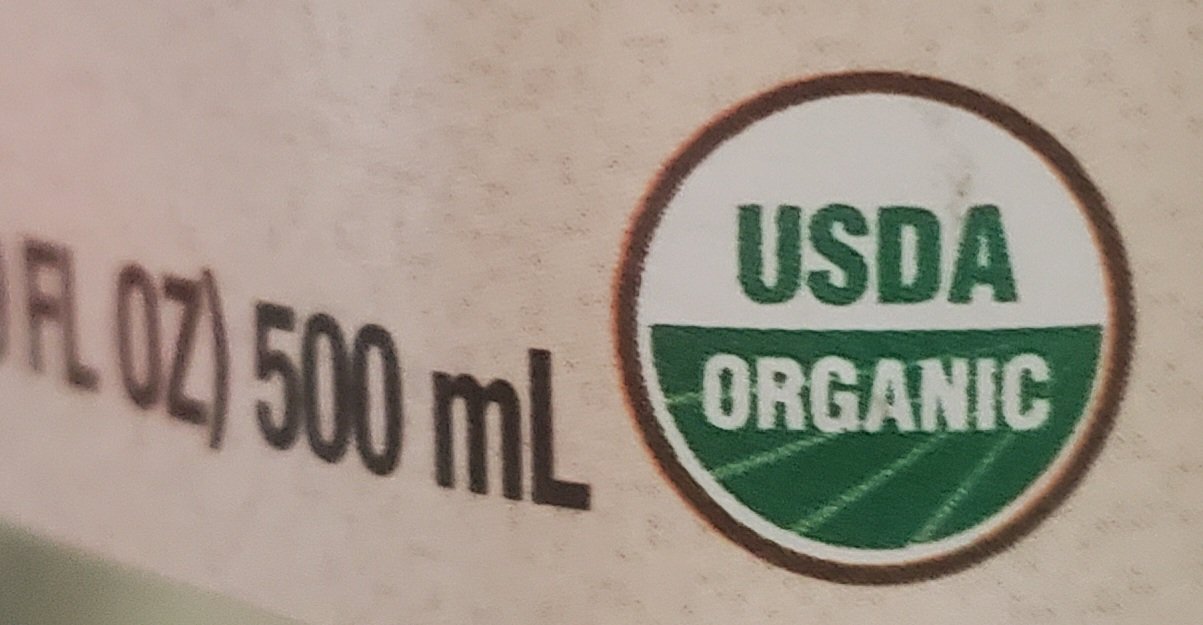 FL OZ) 500 mL
USDA
ORGANIC